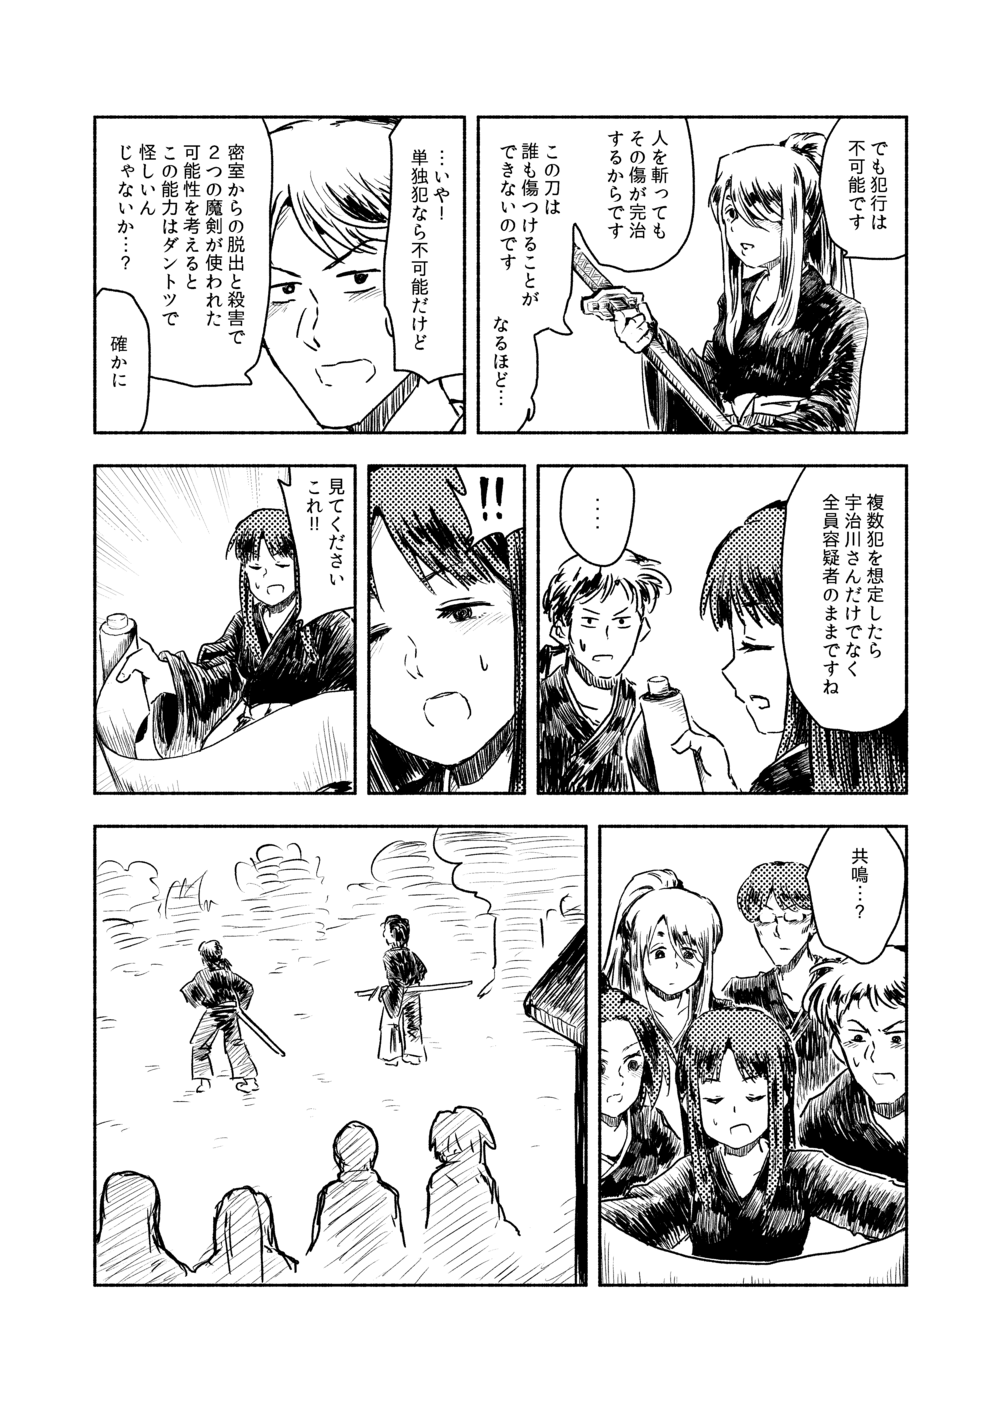 でも犯行は
不可能です
人を斬っても
その傷が完治
するからです
この刀は
誰も傷つけることが
できないのです
なるほど…
…いや！
単独犯なら不可能だけど
密室からの脱出と殺害で
２つの魔剣が使われた
可能性を考えると
この能力はダントツで
怪しいん
じゃないか…？
確かに
複数犯を想定したら
宇治川さんだけでなく
全員容疑者のままですね
‥‥
!!
見てください
これ!!
共鳴…？